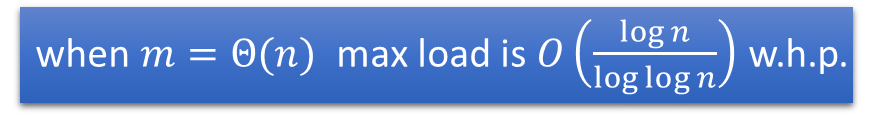 when 𝑚 = Θ(𝑛) max load is 𝑂(log 𝑛 / log log 𝑛) w.h.p.